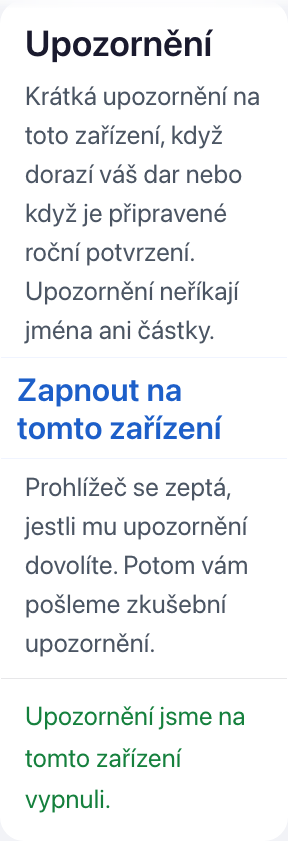 Upozornění
Krátká upozornění na
toto zařízení, když
dorazí váš dar nebo
když je připravené
roční potvrzení.
Upozornění neříkají
jména ani částky.
Zapnout na
tomto zařízení
Prohlížeč se zeptá,
jestli mu upozornění
dovolíte. Potom vám
pošleme zkušební
upozornění.
Upozornění jsme na
tomto zařízení
vypnuli.